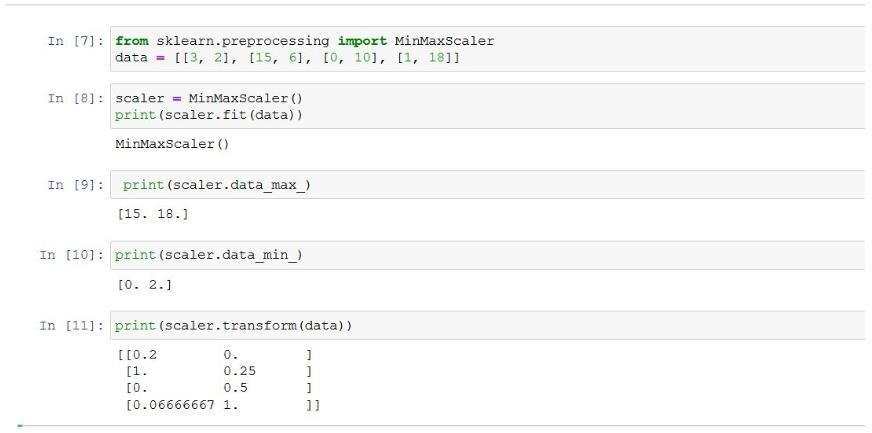 In [7]: from sklearn.preprocessing import MinMaxScaler
data = [[3, 2], [15, 6], [0, 10], [1, 18]]
In [8]: scaler = MinMaxScaler()
print(scaler.fit(data))
MinMaxScaler()
In [9]: print(scaler.data_max_)
[15. 18.]
In [10]: print(scaler.data_min_)
[0. 2.]
In [11]: print(scaler.transform(data))
[[0.2        0.        ]
 [1.         0.25      ]
 [0.         0.5       ]
 [0.06666667 1.        ]]